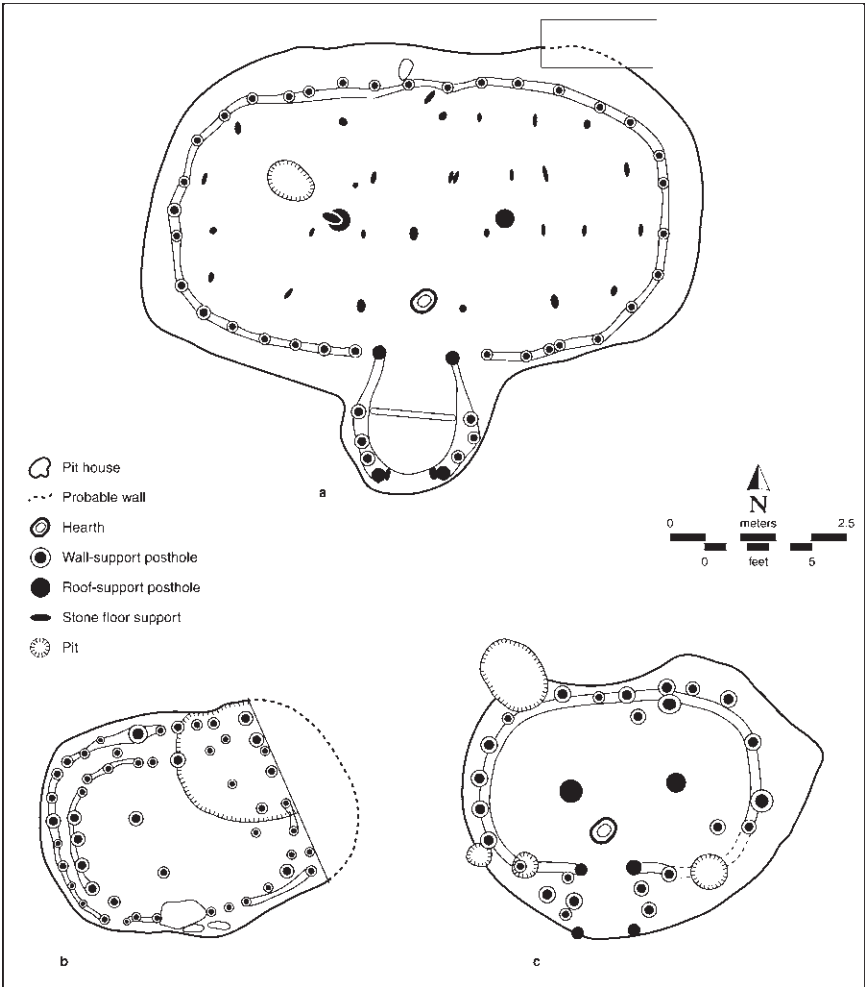 a
Pit house
Probable wall
Hearth
Wall-support posthole
Roof-support posthole
Stone floor support
Pit
N
0 meters 2.5
0 feet 5
b
c